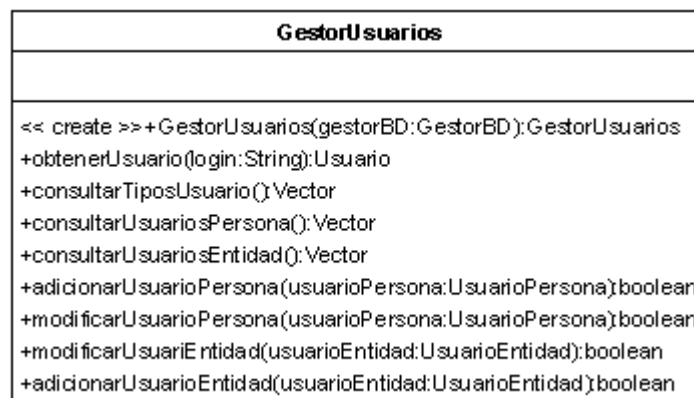 GestorUsuarios
<< create >>+GestorUsuarios(gestorBD:GestorBD):GestorUsuarios
+obtenerUsuario(login:String):Usuario
+consultarTiposUsuario():Vector
+consultarUsuariosPersona():Vector
+consultarUsuariosEntidad():Vector
+adicionarUsuarioPersona(usuarioPersona:UsuarioPersona):boolean
+modificarUsuarioPersona(usuarioPersona:UsuarioPersona):boolean
+modificarUsuariEntidad(usuarioEntidad:UsuarioEntidad):boolean
+adicionarUsuarioEntidad(usuarioEntidad:UsuarioEntidad):boolean